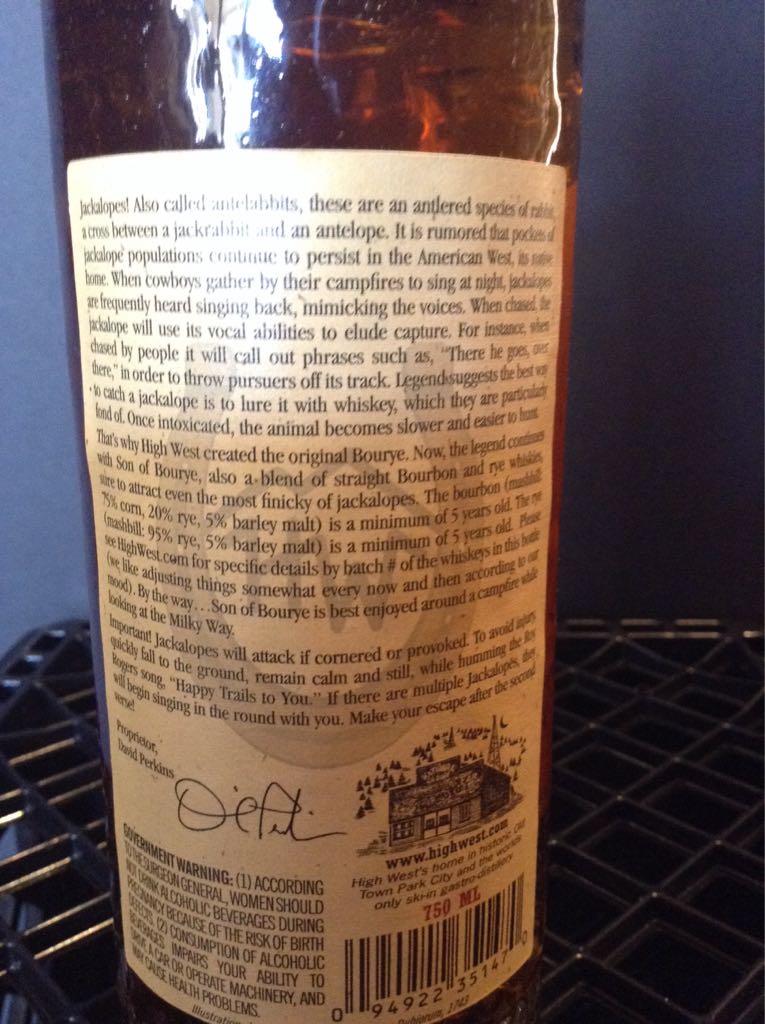 Jackalopes! Also called antelabbits, these are an antlered species of rabbit,
a cross between a jackrabbit and an antelope. It is rumored that pockets of
jackalope populations continue to persist in the American West, its native
home. When cowboys gather by their campfires to sing at night, jackalopes
are frequently heard singing back, mimicking the voices. When chased, the
jackalope will use its vocal abilities to elude capture. For instance, when
chased by people it will call out phrases such as, "There he goes, over
there," in order to throw pursuers off its track. Legend suggests the best way
to catch a jackalope is to lure it with whiskey, which they are particularly
fond of. Once intoxicated, the animal becomes slower and easier to hunt.
That's why High West created the original Bourye. Now, the legend continues
with Son of Bourye, also a blend of straight Bourbon and rye whiskies,
sure to attract even the most finicky of jackalopes. The bourbon (mashbill:
75% corn, 20% rye, 5% barley malt) is a minimum of 5 years old. The rye
(mashbill: 95% rye, 5% barley malt) is a minimum of 5 years old. Please
see HighWest.com for specific details by batch # of the whiskeys in this bottle
(we like adjusting things somewhat every now and then according to our
mood). By the way...Son of Bourye is best enjoyed around a campfire while
looking at the Milky Way.
Important! Jackalopes will attack if cornered or provoked. To avoid injury,
quickly fall to the ground, remain calm and still, while humming the Roy
Rogers song, "Happy Trails to You." If there are multiple Jackalopes, they
will begin singing in the round with you. Make your escape after the second
verse!
Proprietor,
David Perkins
www.highwest.com
High West's home in historic Old
Town Park City and the world's
only ski-in gastro-distillery
750 ML
GOVERNMENT WARNING: (1) ACCORDING
TO THE SURGEON GENERAL, WOMEN SHOULD
NOT DRINK ALCOHOLIC BEVERAGES DURING
PREGNANCY BECAUSE OF THE RISK OF BIRTH
DEFECTS. (2) CONSUMPTION OF ALCOHOLIC
BEVERAGES IMPAIRS YOUR ABILITY TO
DRIVE A CAR OR OPERATE MACHINERY, AND
MAY CAUSE HEALTH PROBLEMS.
0 94922 35147 0
Illustration
Dubiorum, 1743